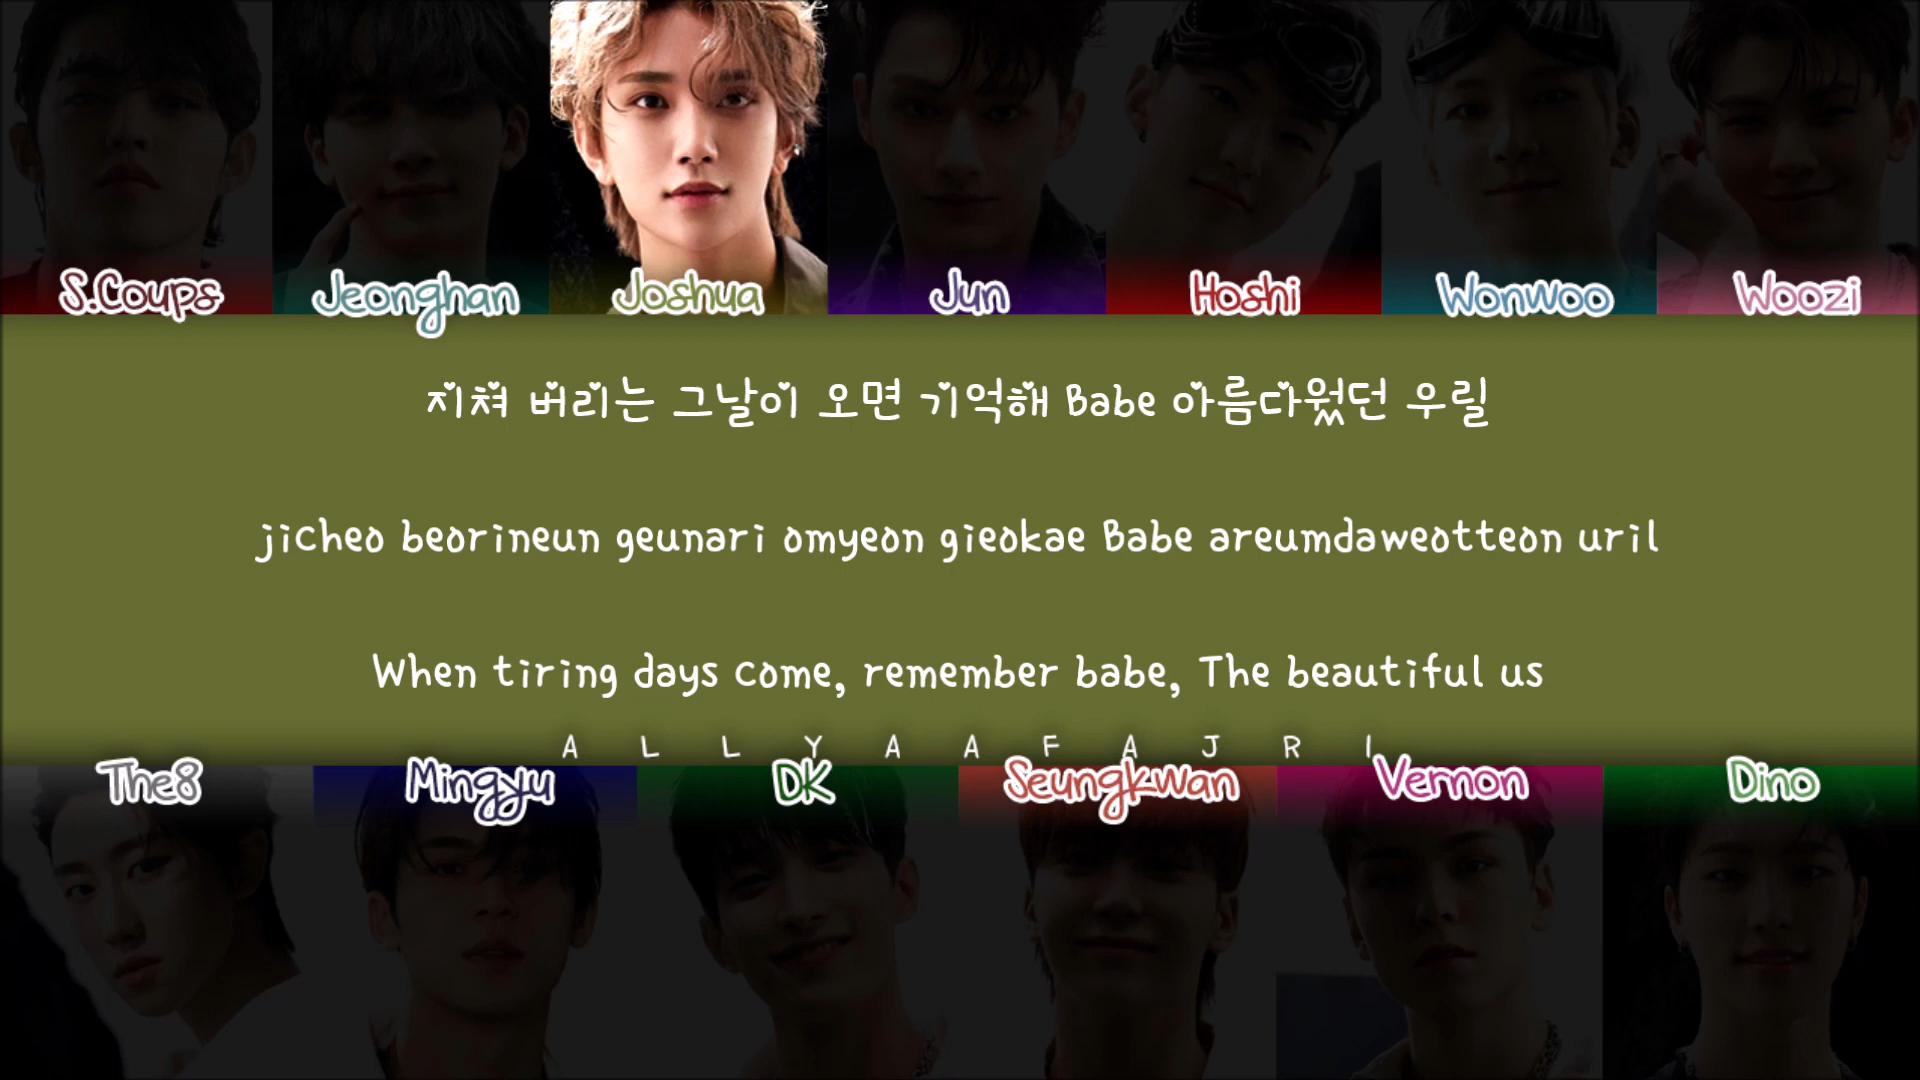 S.Coups Jeonghan Joshua Jun Hoshi Wonwoo Woozi
지쳐 버리는 그날이 오면 기억해 Babe 아름다웠던 우릴
jicheo beorineun geunari omyeon gieokae Babe areumdaweotteon uril
When tiring days come, remember babe, The beautiful us
A L L Y A A F A J R I
The8 Mingyu DK Seungkwan Vernon Dino